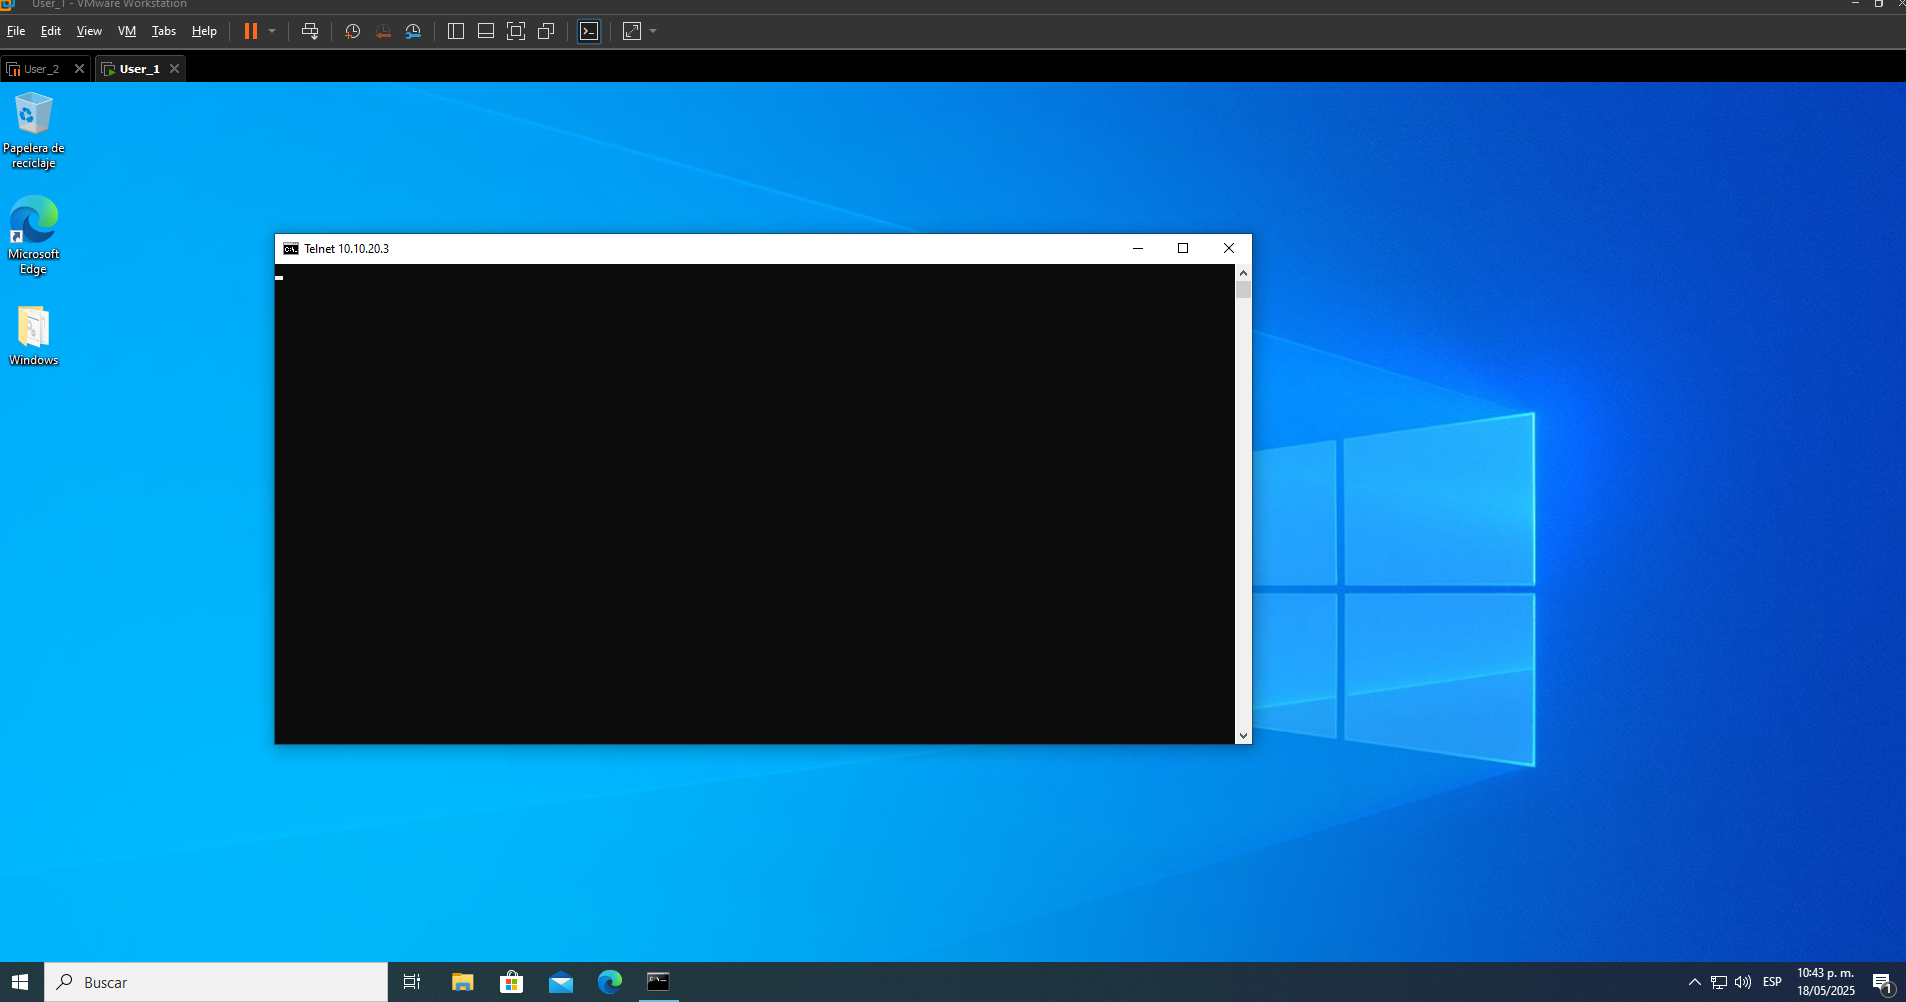 User_1 - VMware Workstation
File Edit View VM Tabs Help
User_2 User_1
Papelera de
reciclaje
Microsoft
Edge
Windows
Telnet 10.10.20.3
Buscar
ESP
10:43 p. m.
18/05/2025
1